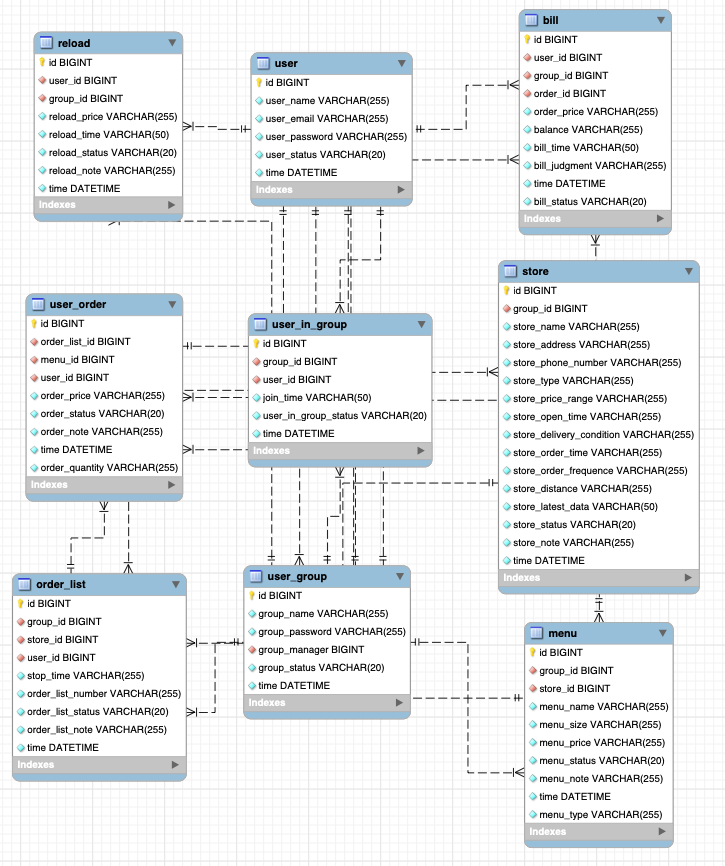 reload
id BIGINT
user_id BIGINT
group_id BIGINT
reload_price VARCHAR(255)
reload_time VARCHAR(50)
reload_status VARCHAR(20)
reload_note VARCHAR(255)
time DATETIME
Indexes
user
id BIGINT
user_name VARCHAR(255)
user_email VARCHAR(255)
user_password VARCHAR(255)
user_status VARCHAR(20)
time DATETIME
Indexes
bill
id BIGINT
user_id BIGINT
group_id BIGINT
order_id BIGINT
order_price VARCHAR(255)
balance VARCHAR(255)
bill_time VARCHAR(50)
bill_judgment VARCHAR(255)
time DATETIME
bill_status VARCHAR(20)
Indexes
user_order
id BIGINT
order_list_id BIGINT
menu_id BIGINT
user_id BIGINT
order_price VARCHAR(255)
order_status VARCHAR(20)
order_note VARCHAR(255)
time DATETIME
order_quantity VARCHAR(255)
Indexes
user_in_group
id BIGINT
group_id BIGINT
user_id BIGINT
join_time VARCHAR(50)
user_in_group_status VARCHAR(20)
time DATETIME
Indexes
store
id BIGINT
group_id BIGINT
store_name VARCHAR(255)
store_address VARCHAR(255)
store_phone_number VARCHAR(255)
store_type VARCHAR(255)
store_price_range VARCHAR(255)
store_open_time VARCHAR(255)
store_delivery_condition VARCHAR(255)
store_order_time VARCHAR(255)
store_order_frequence VARCHAR(255)
store_distance VARCHAR(255)
store_latest_data VARCHAR(50)
store_status VARCHAR(20)
store_note VARCHAR(255)
time DATETIME
Indexes
order_list
id BIGINT
group_id BIGINT
store_id BIGINT
user_id BIGINT
stop_time VARCHAR(255)
order_list_number VARCHAR(255)
order_list_status VARCHAR(20)
order_list_note VARCHAR(255)
time DATETIME
Indexes
user_group
id BIGINT
group_name VARCHAR(255)
group_password VARCHAR(255)
group_manager BIGINT
group_status VARCHAR(20)
time DATETIME
Indexes
menu
id BIGINT
group_id BIGINT
store_id BIGINT
menu_name VARCHAR(255)
menu_size VARCHAR(255)
menu_price VARCHAR(255)
menu_status VARCHAR(20)
menu_note VARCHAR(255)
time DATETIME
menu_type VARCHAR(255)
Indexes